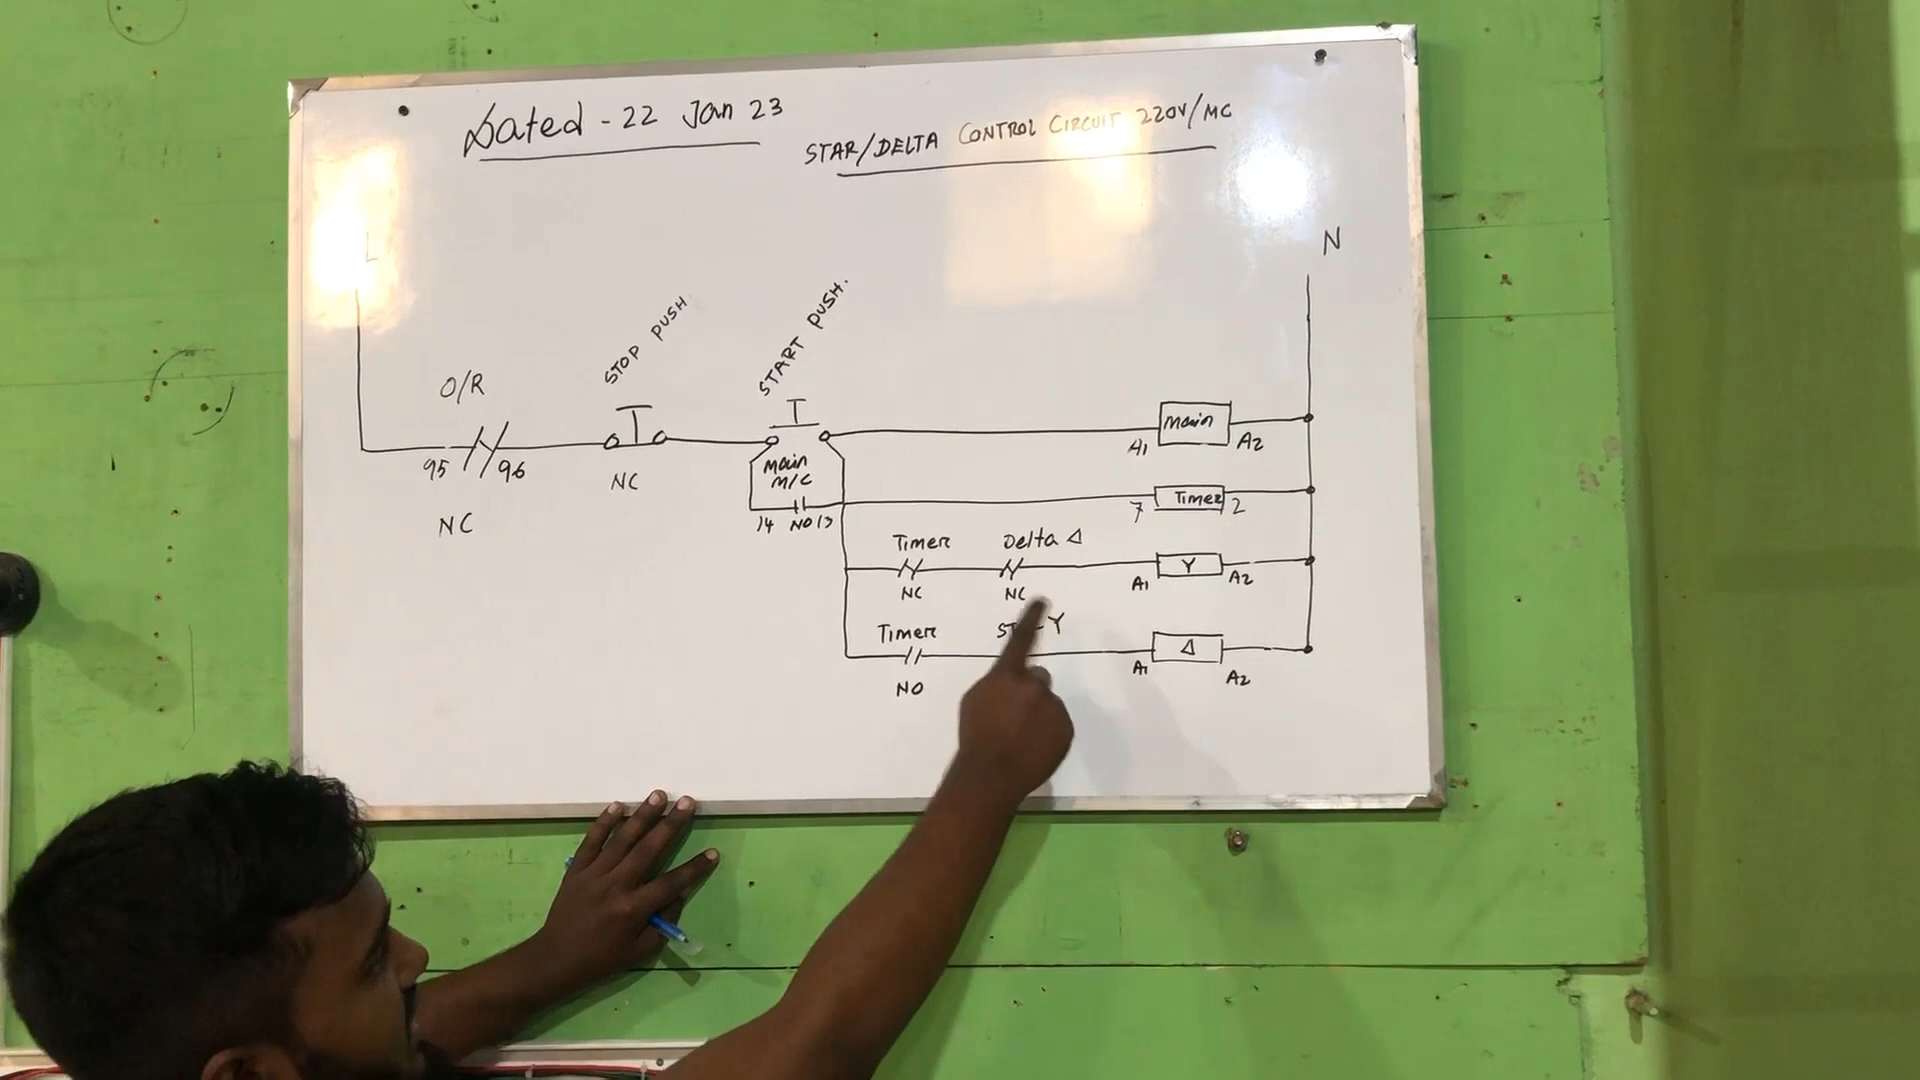 Dated - 22 Jan 23
STAR/DELTA CONTROL CIRCUIT 220V/MC
L
N
STOP PUSH
START PUSH.
O/R
95 96
NC
NC
Main
M/C
14 NO 13
Main
A1 A2
Timer
7 2
Timer
NC
Delta Δ
NC
Y
A1 A2
Timer
NO
Y
Δ
A1 A2